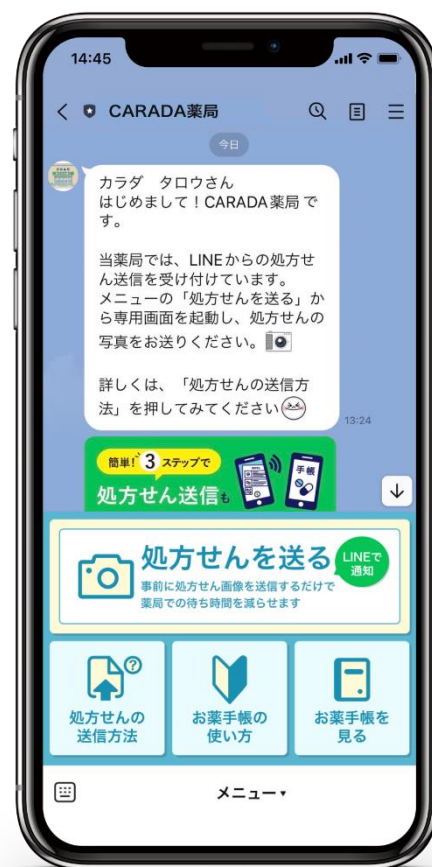 14:45
CARADA薬局
今日
カラダ　タロウさん
はじめまして！CARADA薬局で
す。
当薬局では、LINEからの処方せ
ん送信を受け付けています。
メニューの「処方せんを送る」か
ら専用画面を起動し、処方せんの
写真をお送りください。
詳しくは、「処方せんの送信方
法」を押してみてください
13:24
簡単！3ステップで
処方せん送信も
手帳
処方せんを送る
LINEで
通知
事前に処方せん画像を送信するだけで
薬局での待ち時間を減らせます
処方せんの
送信方法
お薬手帳の
使い方
お薬手帳を
見る
メニュー▾